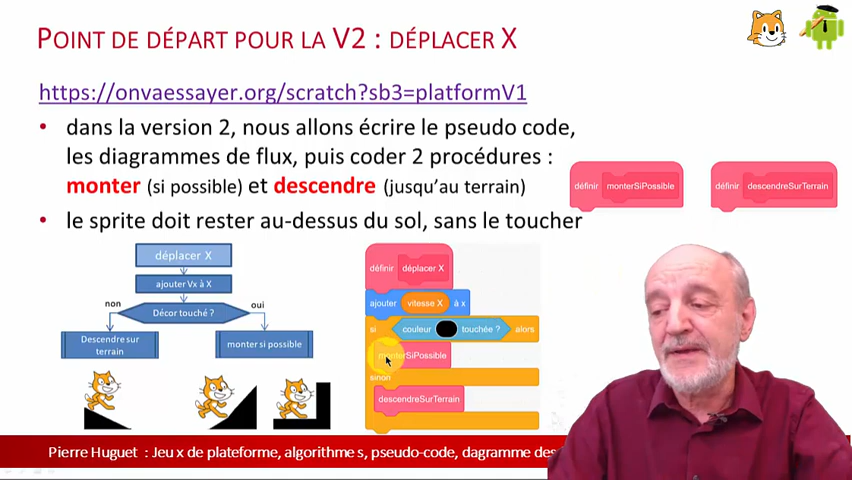 POINT DE DÉPART POUR LA V2 : DÉPLACER X
https://onvaessayer.org/scratch?sb3=platformV1
• dans la version 2, nous allons écrire le pseudo code,
les diagrammes de flux, puis coder 2 procédures :
monter (si possible) et descendre (jusqu'au terrain)
définir monterSiPossible
définir descendreSurTerrain
• le sprite doit rester au-dessus du sol, sans le toucher
déplacer X
ajouter Vx à X
non
oui
Décor touché ?
Descendre sur
terrain
monter si possible
définir déplacer X
ajouter vitesse X à x
si couleur touchée ? alors
monterSiPossible
sinon
descendreSurTerrain
Pierre Huguet : Jeu x de plateforme, algorithme s, pseudo-code, dagramme des